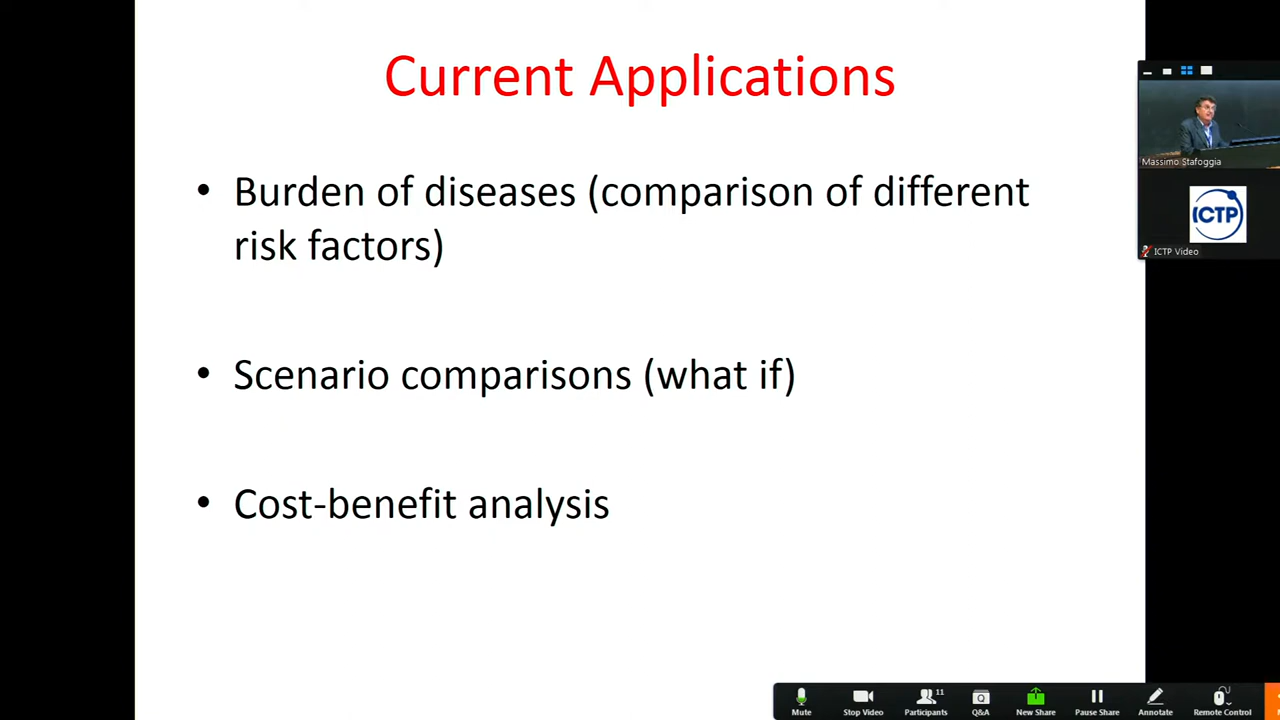 Current Applications
• Burden of diseases (comparison of different
risk factors)
• Scenario comparisons (what if)
• Cost-benefit analysis
Massimo Stafoggia
ICTP
ICTP Video
Mute
Stop Video
11
Participants
Q&A
New Share
Pause Share
Annotate
Remote Control